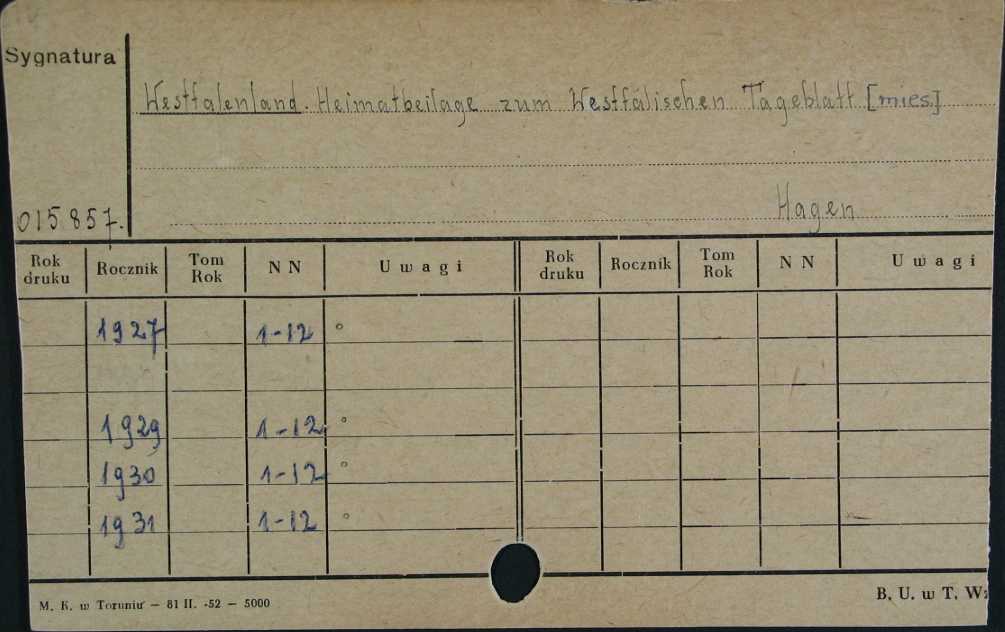 Sygnatura
Westfalenland. Heimatbeilage zum Westfälischen Tageblatt [mies.]
015857.
Hagen
Rok druku Rocznik Tom Rok NN Uwagi Rok druku Rocznik Tom Rok NN Uwagi
1927 1-12 °
1929 1-12 °
1930 1-12 °
1931 1-12 °
M. K. w Toruniu — 81 II. -52 — 5000
B. U. w T. W